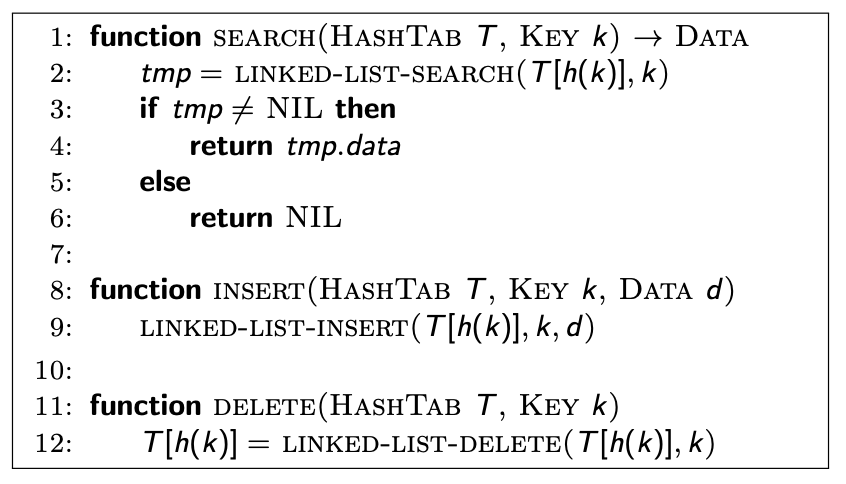 1: function SEARCH(HASHTAB T, KEY k) → DATA
2: tmp = LINKED-LIST-SEARCH(T[h(k)], k)
3: if tmp ≠ NIL then
4: return tmp.data
5: else
6: return NIL
7:
8: function INSERT(HASHTAB T, KEY k, DATA d)
9: LINKED-LIST-INSERT(T[h(k)], k, d)
10:
11: function DELETE(HASHTAB T, KEY k)
12: T[h(k)] = LINKED-LIST-DELETE(T[h(k)], k)